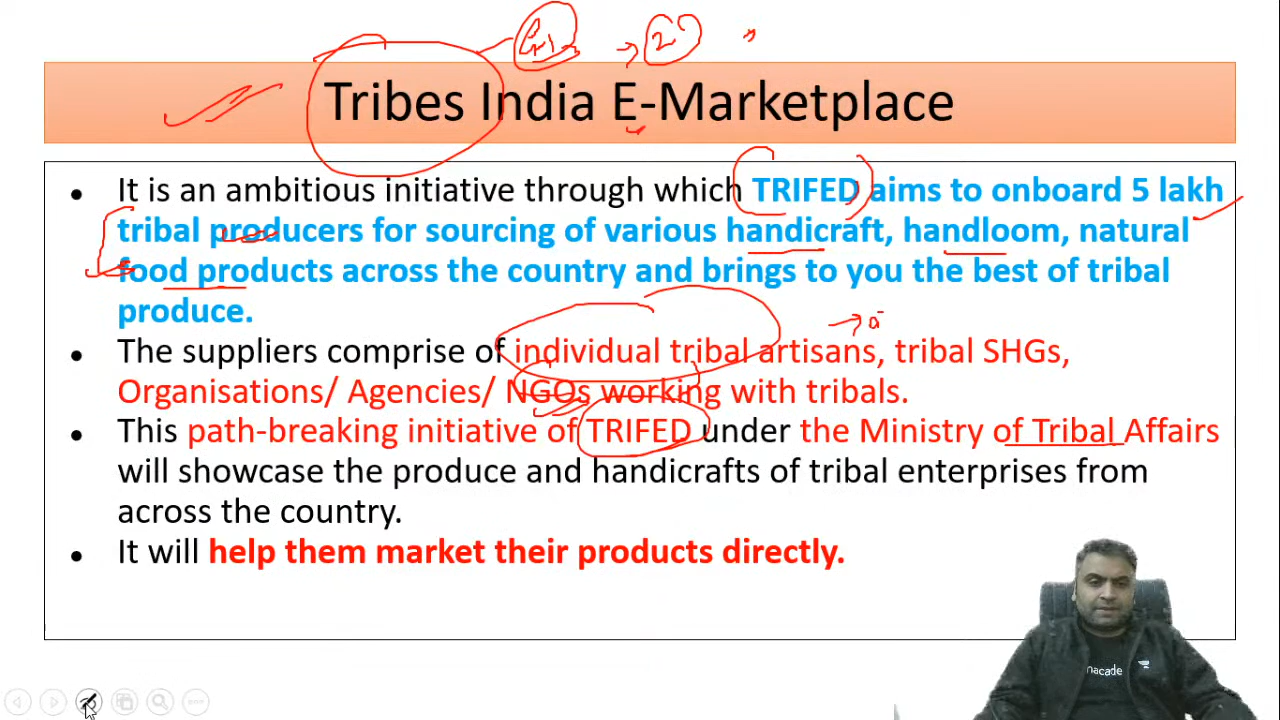 Tribes India E-Marketplace
• It is an ambitious initiative through which TRIFED aims to onboard 5 lakh
tribal producers for sourcing of various handicraft, handloom, natural
food products across the country and brings to you the best of tribal
produce.
• The suppliers comprise of individual tribal artisans, tribal SHGs,
Organisations/ Agencies/ NGOs working with tribals.
• This path-breaking initiative of TRIFED under the Ministry of Tribal Affairs
will showcase the produce and handicrafts of tribal enterprises from
across the country.
• It will help them market their products directly.
nacade